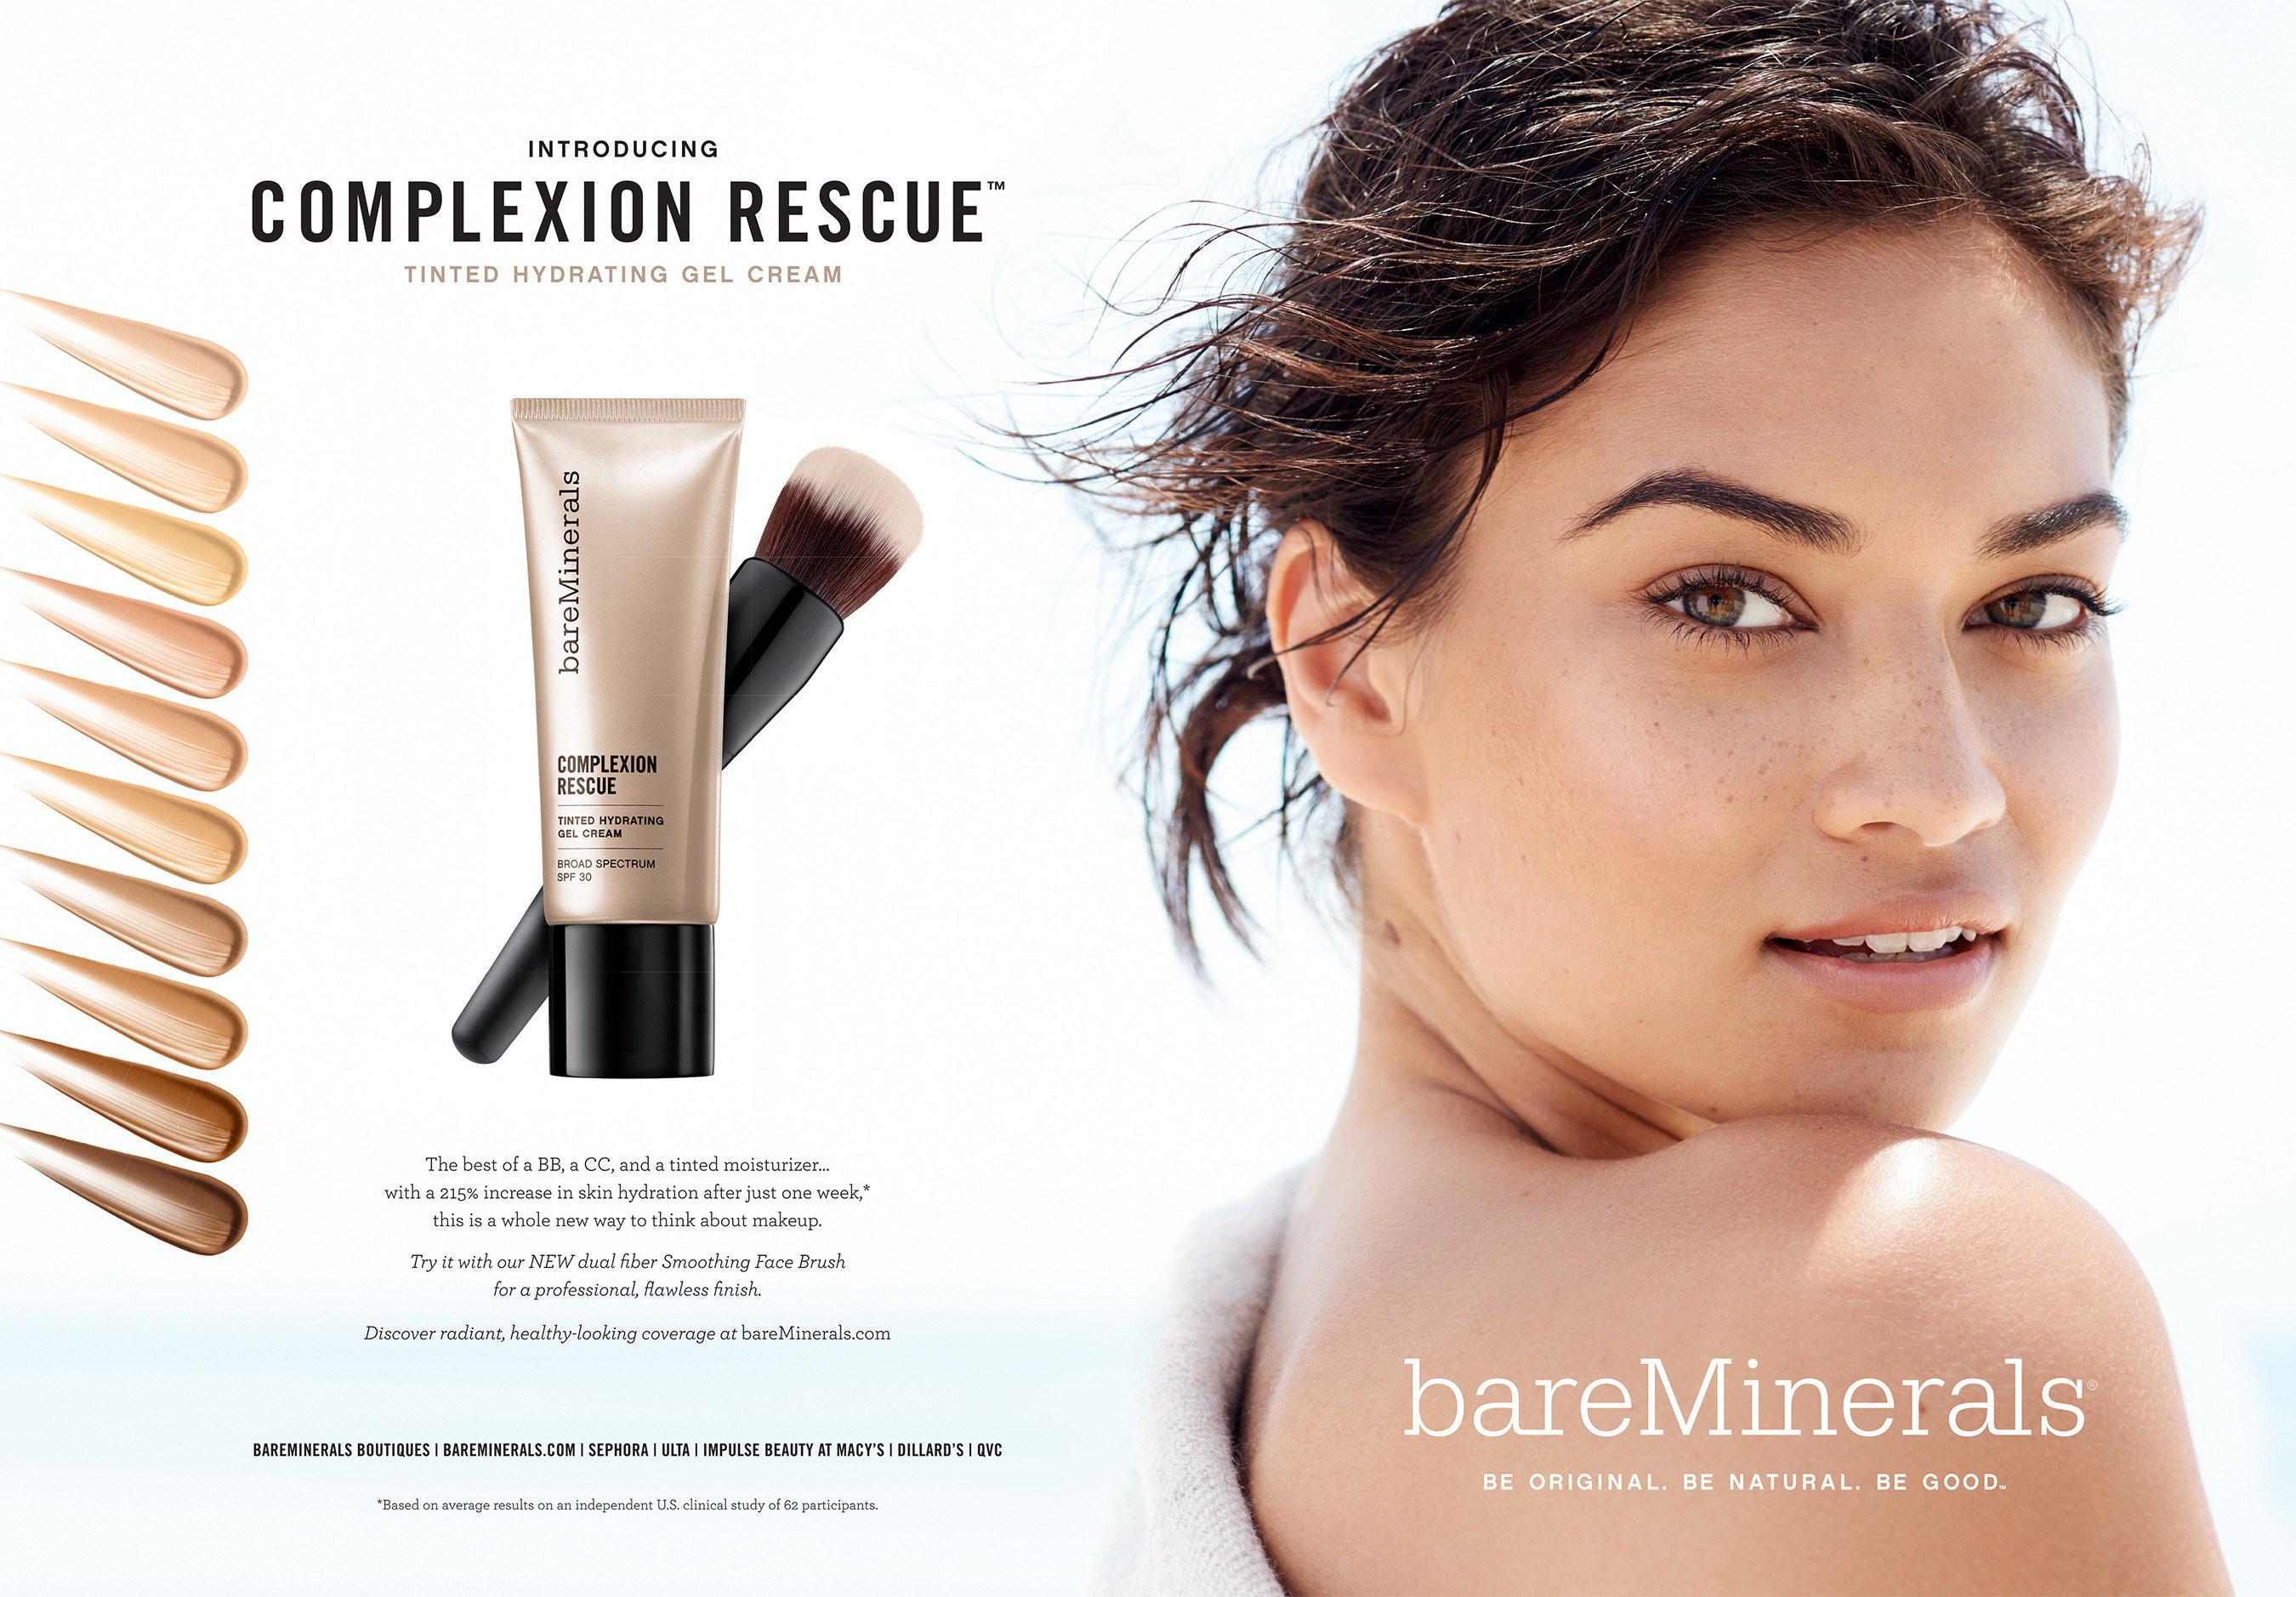 INTRODUCING
COMPLEXION RESCUE™
TINTED HYDRATING GEL CREAM
bareMinerals
COMPLEXION
RESCUE
TINTED HYDRATING
GEL CREAM
BROAD SPECTRUM
SPF 30
The best of a BB, a CC, and a tinted moisturizer...
with a 215% increase in skin hydration after just one week,*
this is a whole new way to think about makeup.
Try it with our NEW dual fiber Smoothing Face Brush
for a professional, flawless finish.
Discover radiant, healthy-looking coverage at bareMinerals.com
BAREMINERALS BOUTIQUES | BAREMINERALS.COM | SEPHORA | ULTA | IMPULSE BEAUTY AT MACY'S | DILLARD'S | QVC
*Based on average results on an independent U.S. clinical study of 62 participants.
bareMinerals®
BE ORIGINAL. BE NATURAL. BE GOOD.™